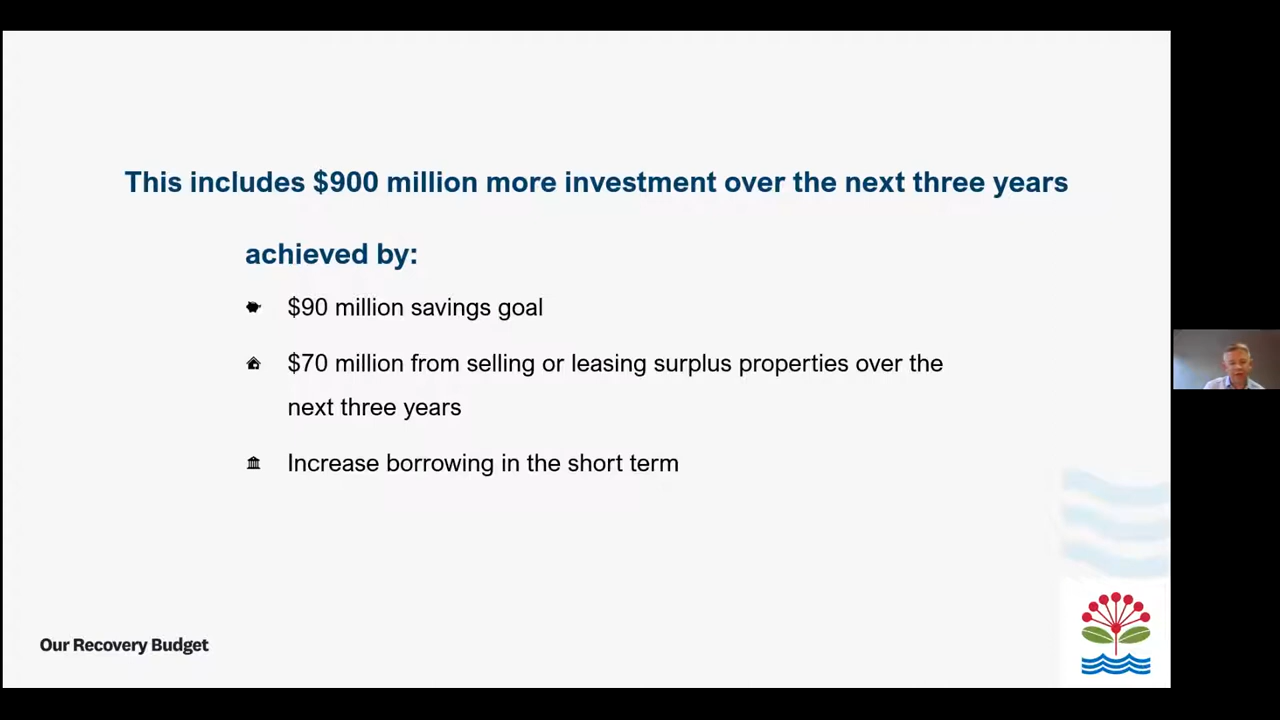 This includes $900 million more investment over the next three years
achieved by:
$90 million savings goal
$70 million from selling or leasing surplus properties over the
next three years
Increase borrowing in the short term
Our Recovery Budget